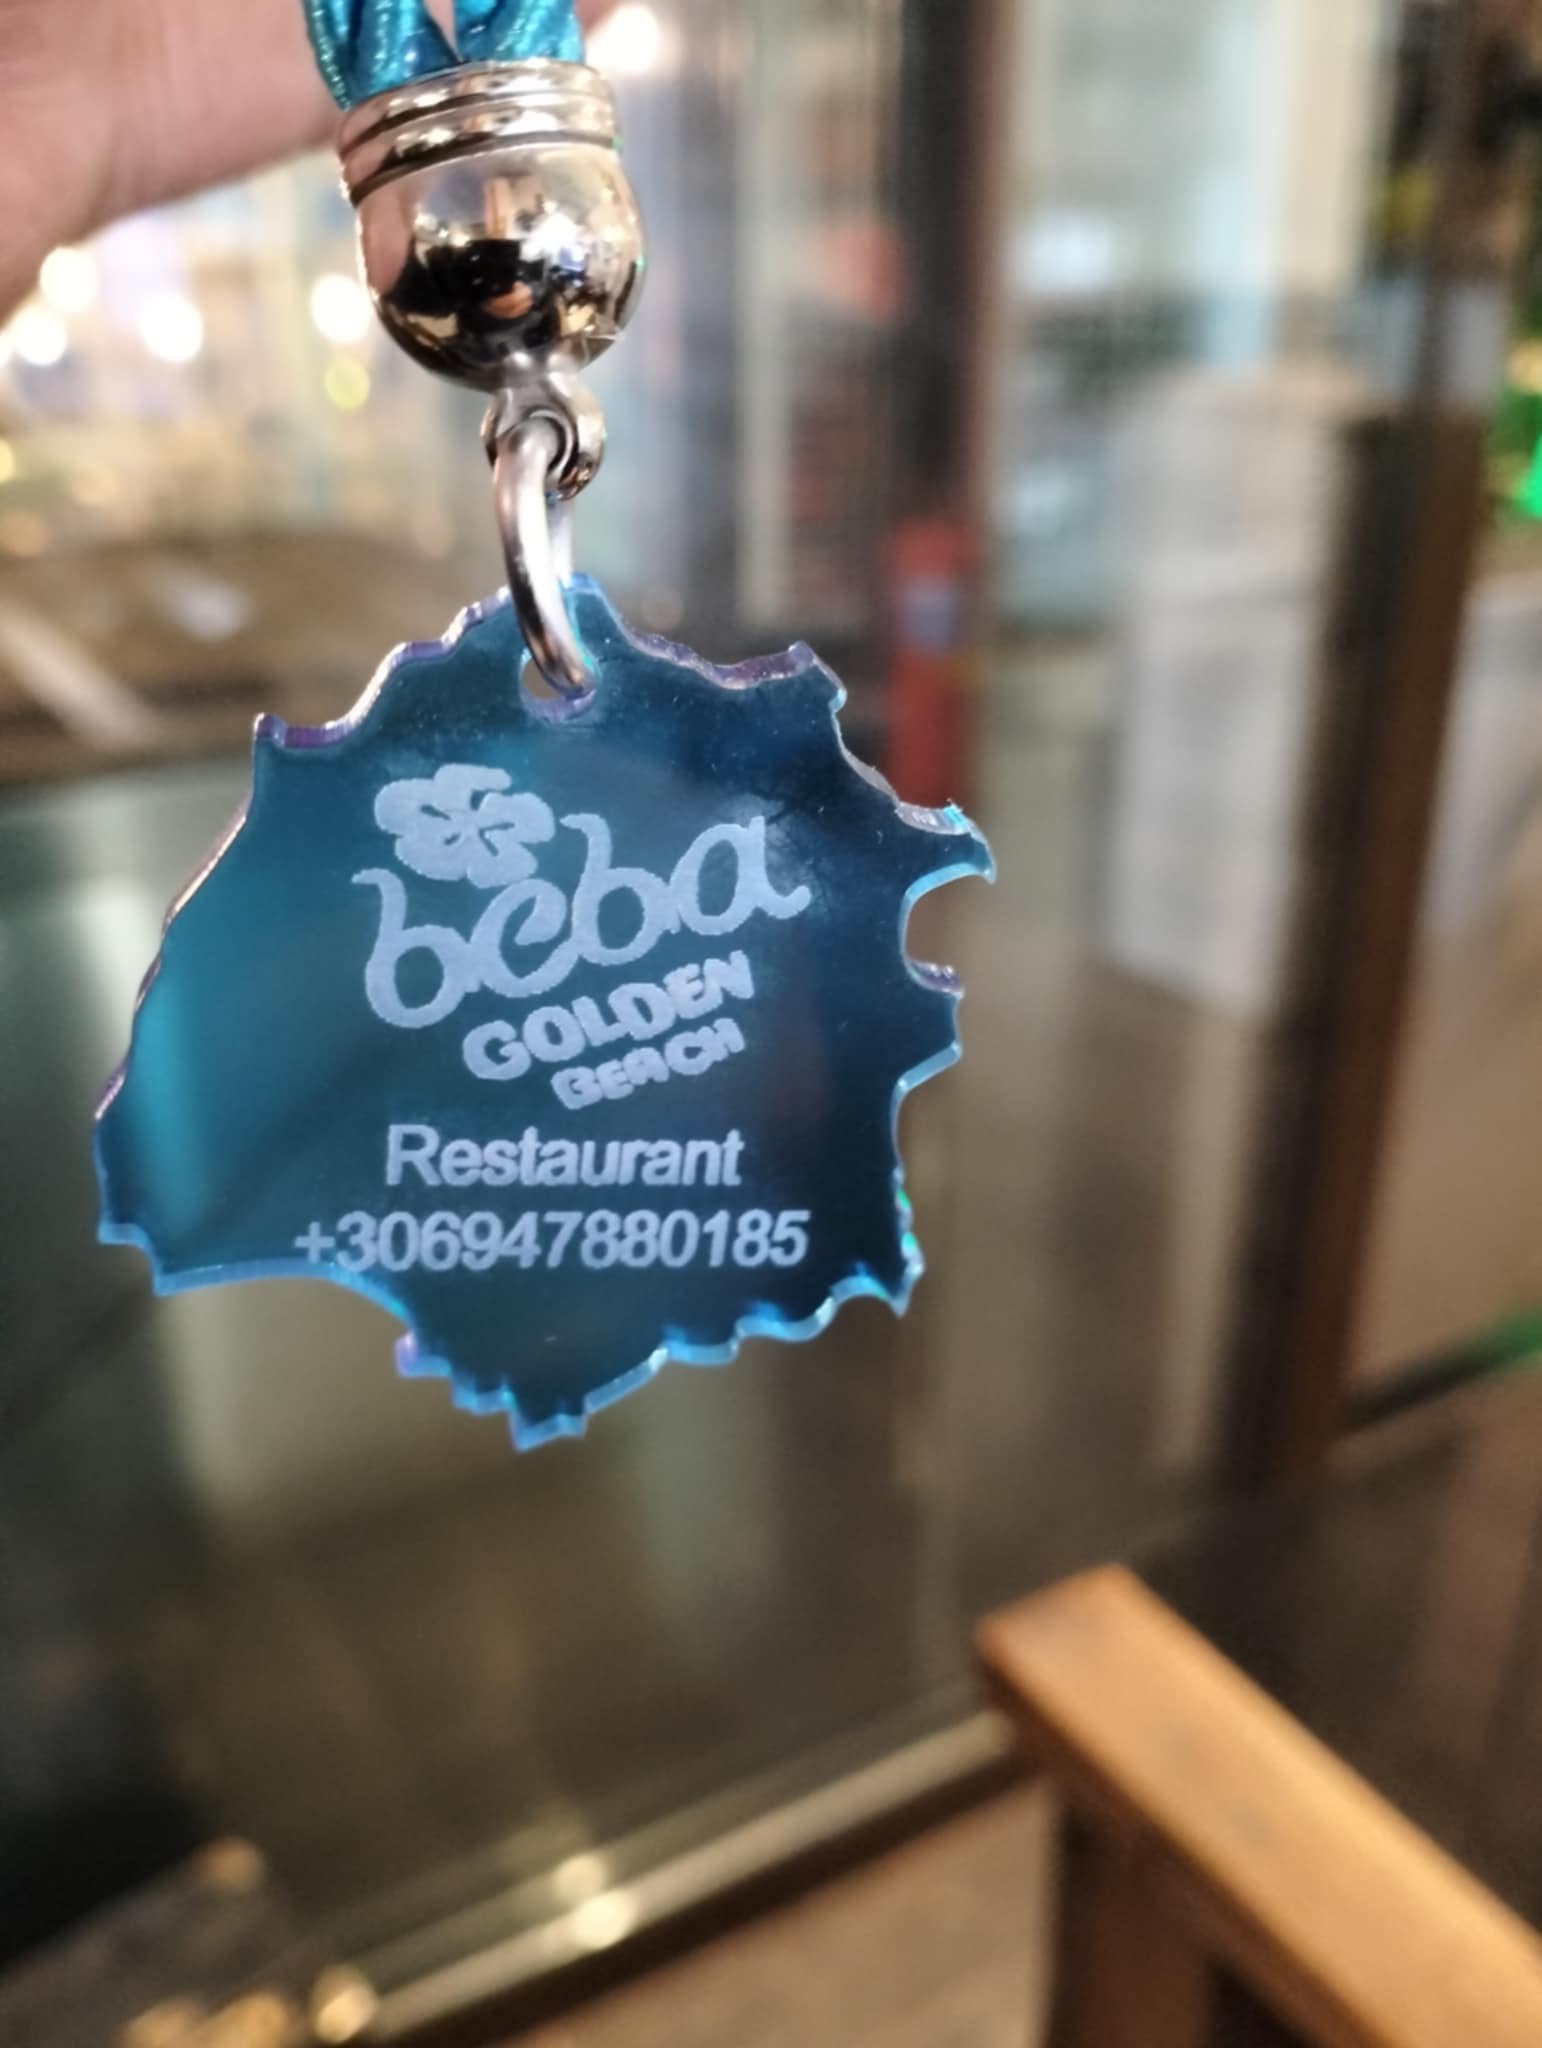 beba
GOLDEN
BEACH
Restaurant
+306947880185